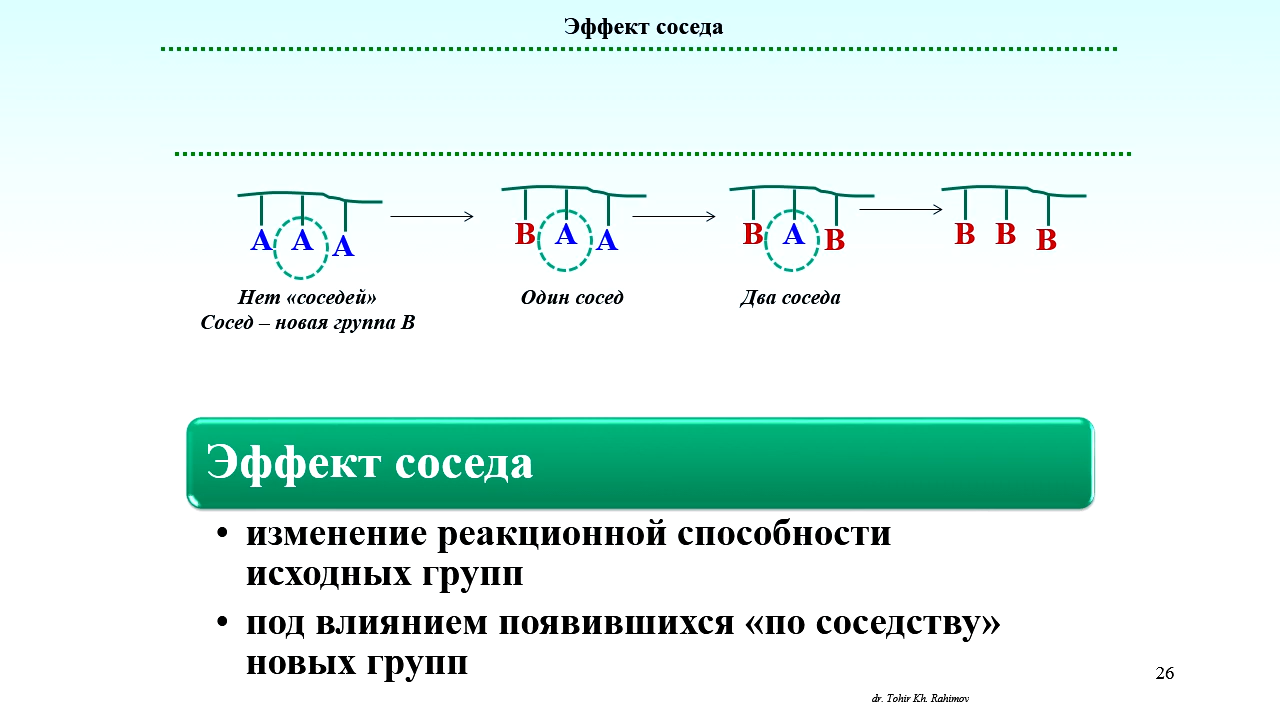 Эффект соседа
A A A
B A A
B A B
B B B
Нет «соседей»
Сосед – новая группа В
Один сосед
Два соседа
Эффект соседа
• изменение реакционной способности
исходных групп
• под влиянием появившихся «по соседству»
новых групп
26
dr. Tohir Kh. Rahimov